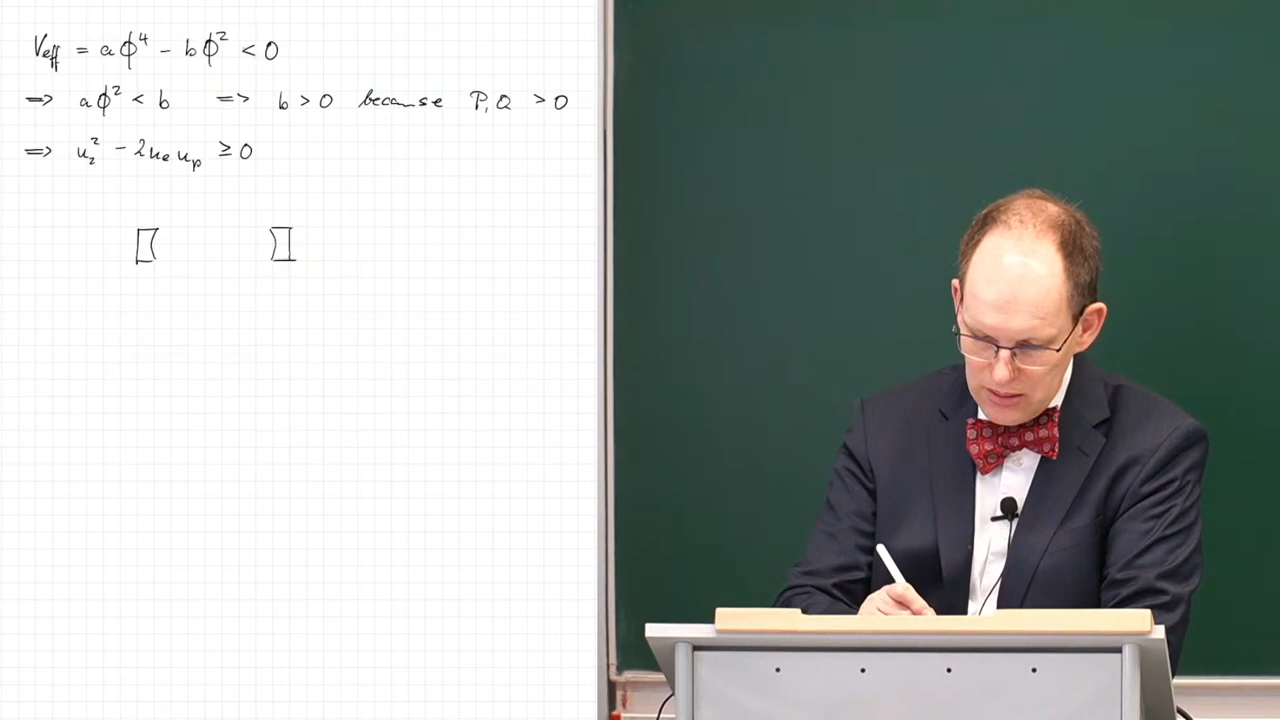 V_eff = aϕ⁴ - bϕ² < 0
⇒ aϕ² < b ⇒ b > 0 because P, Q > 0
⇒ u₂² - 2u_e u_p ≥ 0